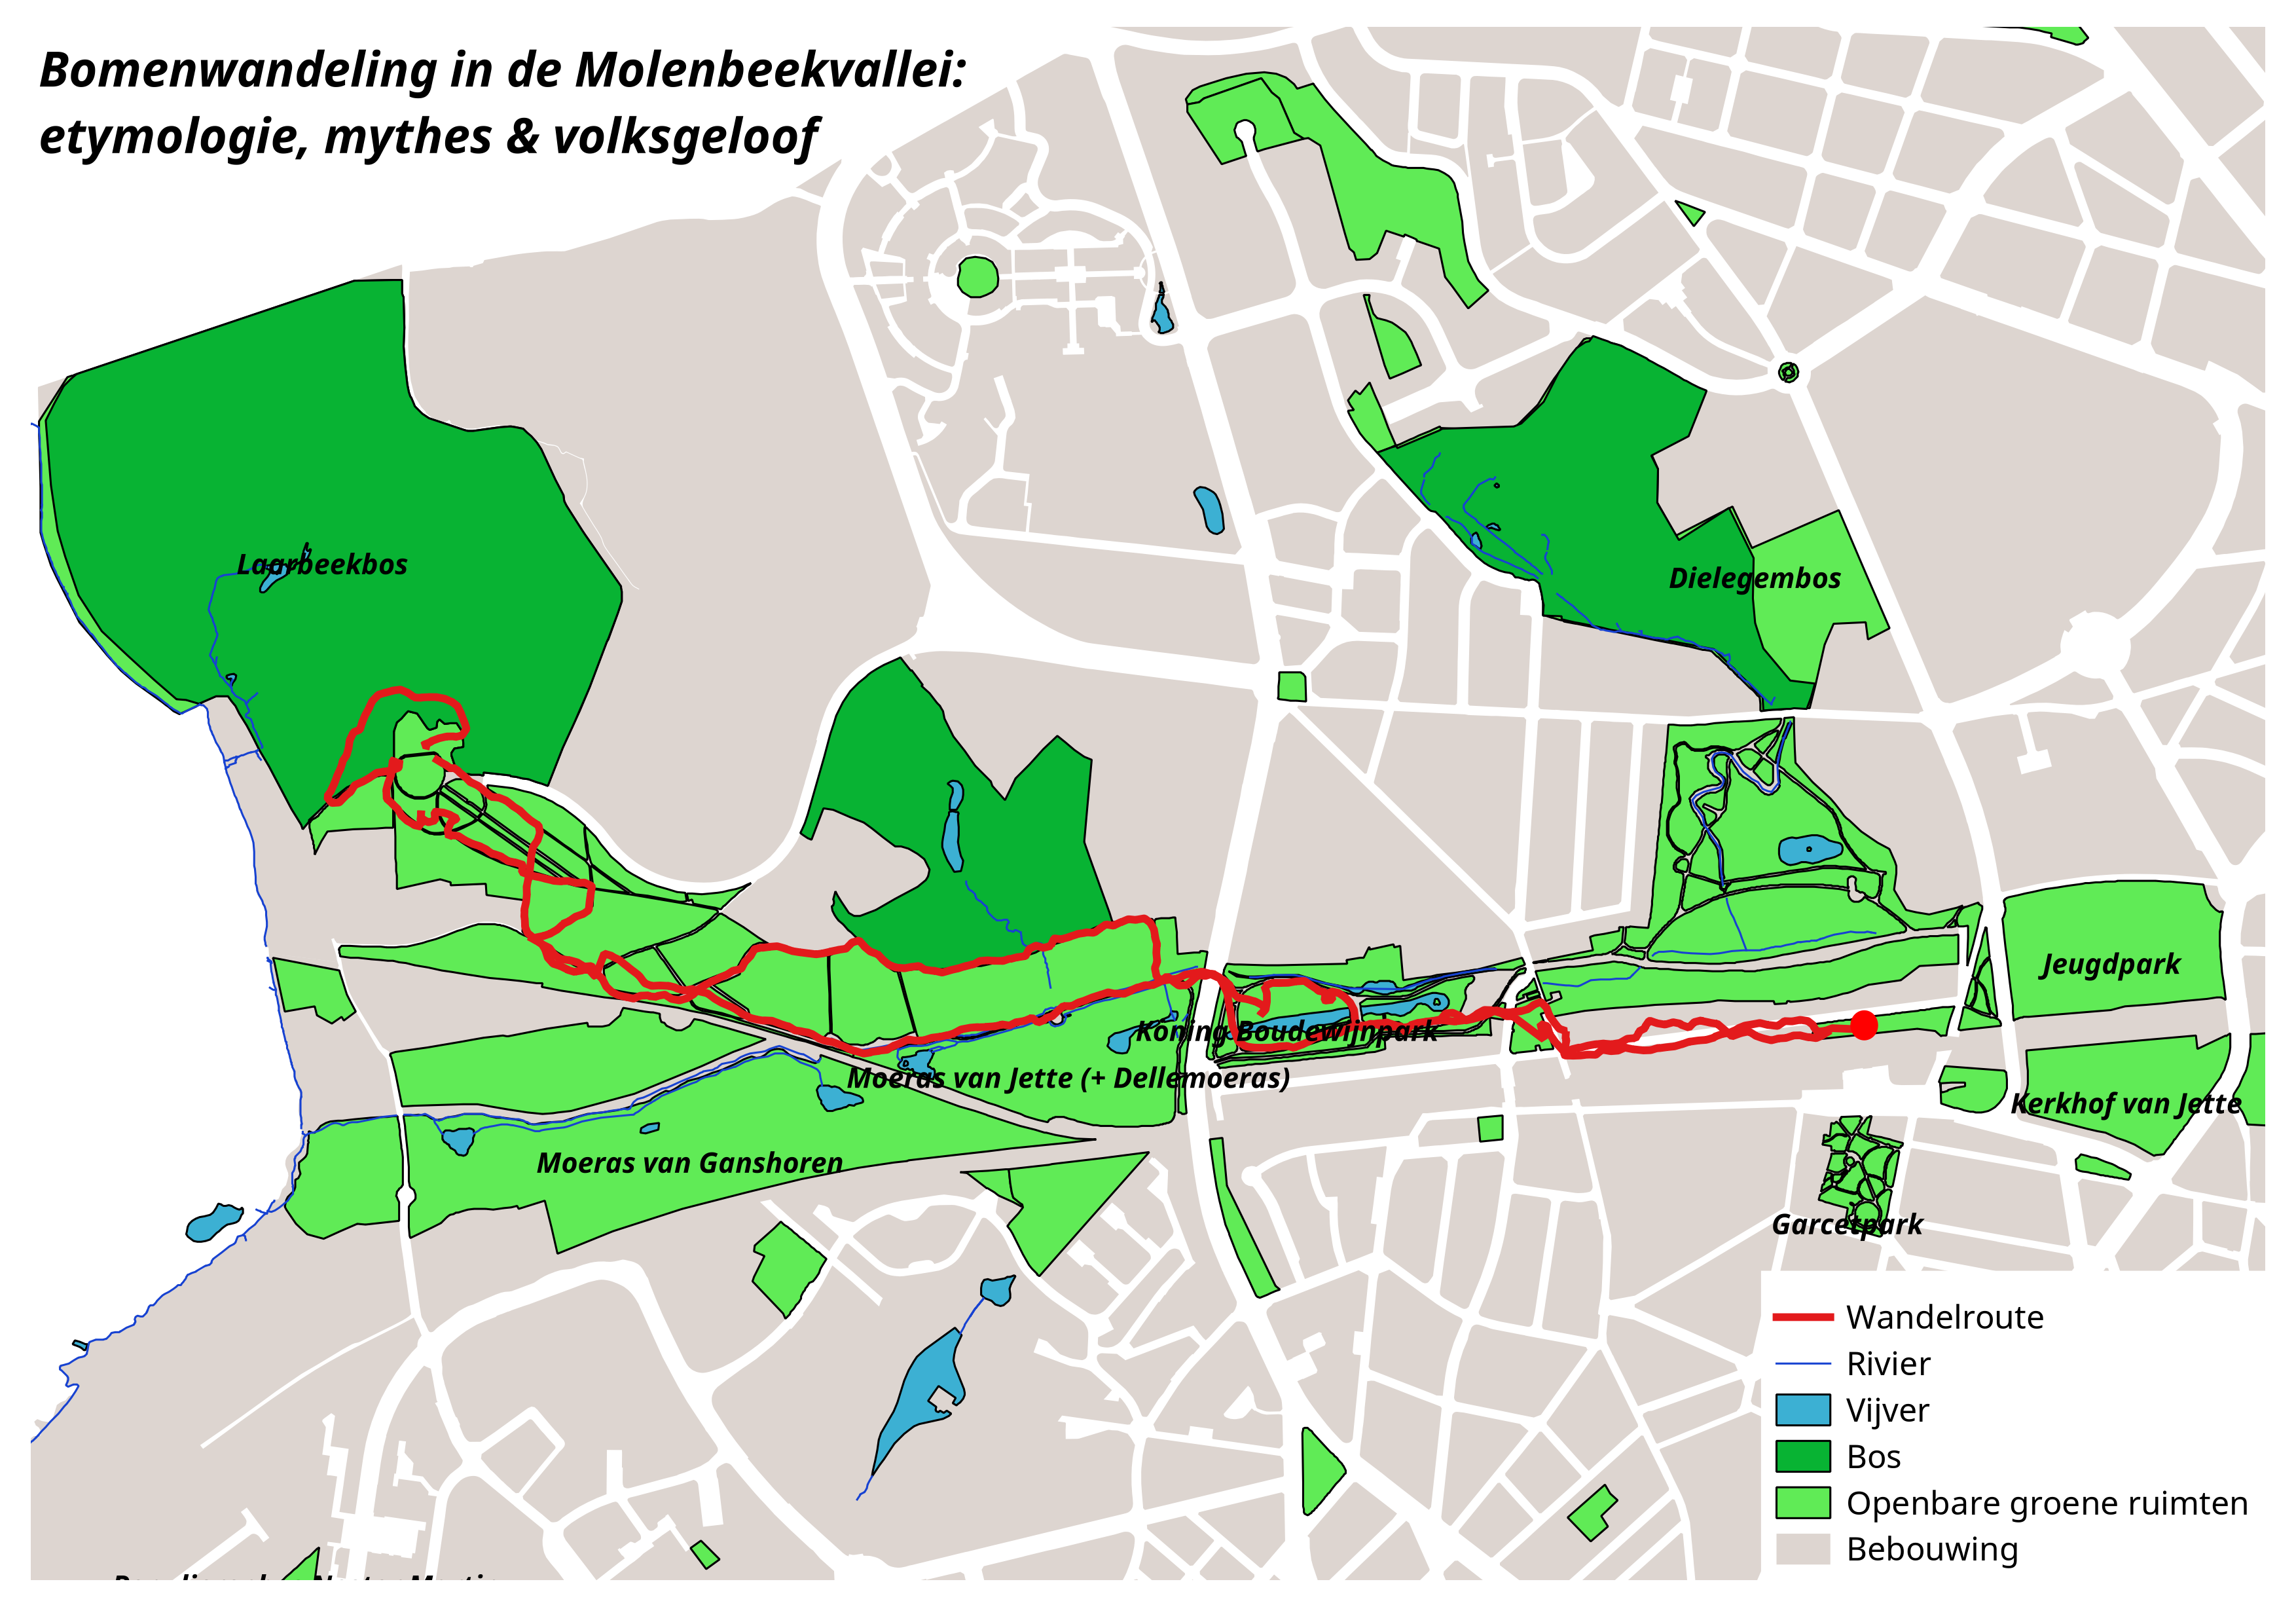 Bomenwandeling in de Molenbeekvallei:
etymologie, mythes & volksgeloof
Laarbeekbos
Dielegembos
Jeugdpark
Koning Boudewijnpark
Moeras van Jette (+ Dellemoeras)
Kerkhof van Jette
Moeras van Ganshoren
Garcetpark
Wandelroute
Rivier
Vijver
Bos
Openbare groene ruimten
Bebouwing